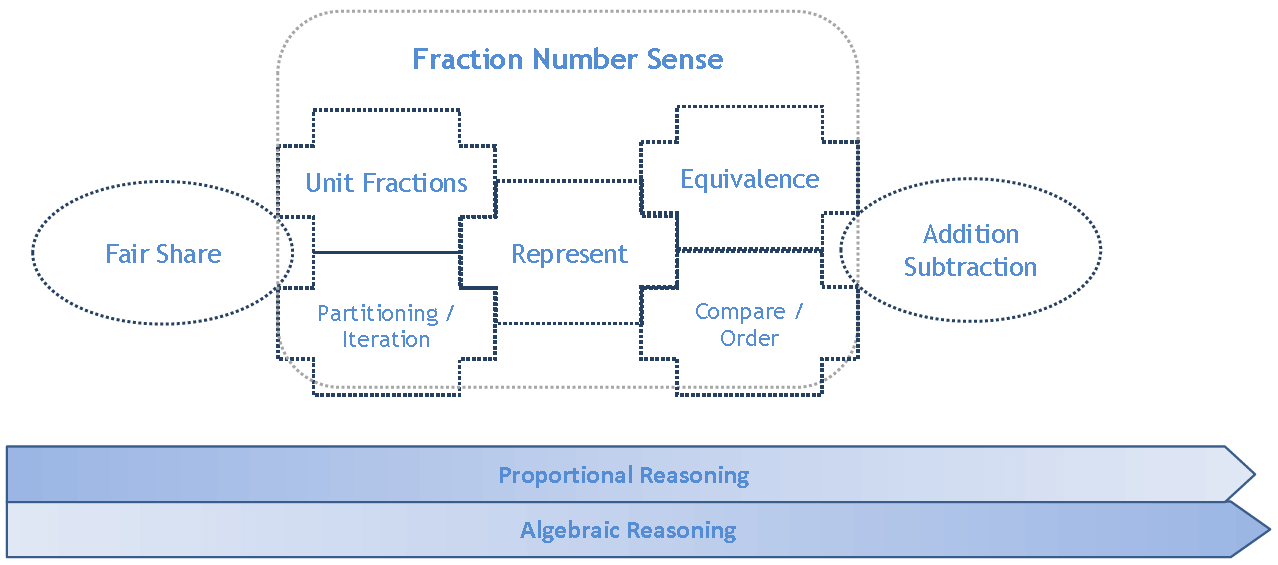 Fraction Number Sense
Unit Fractions
Equivalence
Fair Share
Represent
Addition
Subtraction
Partitioning /
Iteration
Compare /
Order
Proportional Reasoning
Algebraic Reasoning